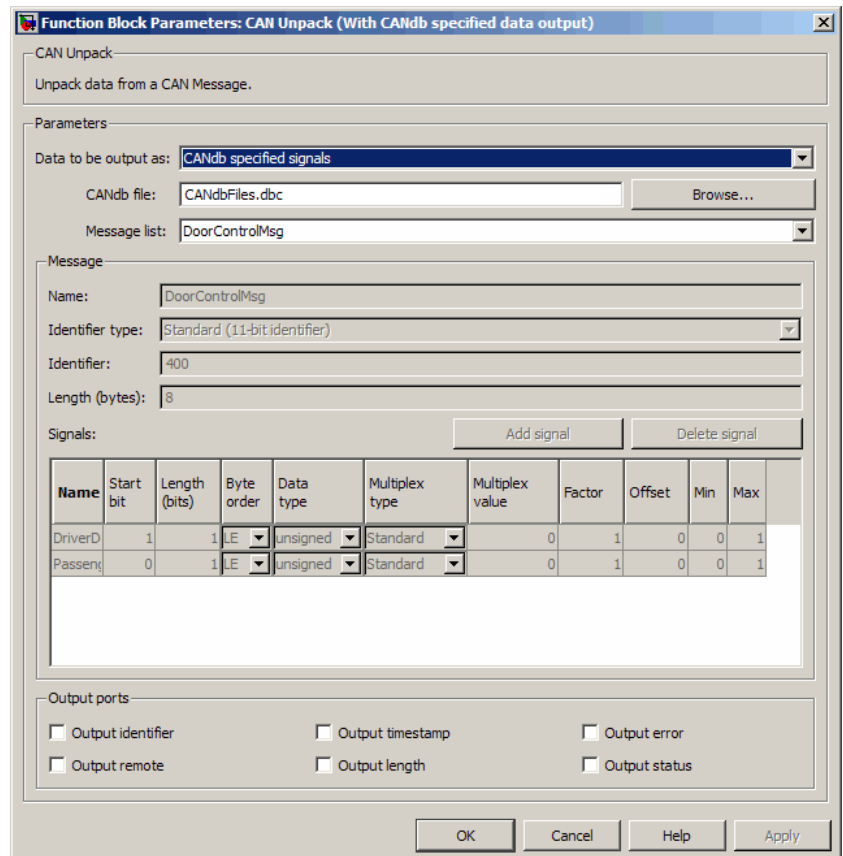 Function Block Parameters: CAN Unpack (With CANdb specified data output)
CAN Unpack
Unpack data from a CAN Message.
Parameters
Data to be output as: CANdb specified signals
CANdb file: CANdbFiles.dbc Browse...
Message list: DoorControlMsg
Message
Name: DoorControlMsg
Identifier type: Standard (11-bit identifier)
Identifier: 400
Length (bytes): 8
Signals: Add signal Delete signal
Name Start bit Length (bits) Byte order Data type Multiplex type Multiplex value Factor Offset Min Max
DriverD 1 1 LE unsigned Standard 0 1 0 0 1
Passeng 0 1 LE unsigned Standard 0 1 0 0 1
Output ports
Output identifier Output timestamp Output error
Output remote Output length Output status
OK Cancel Help Apply